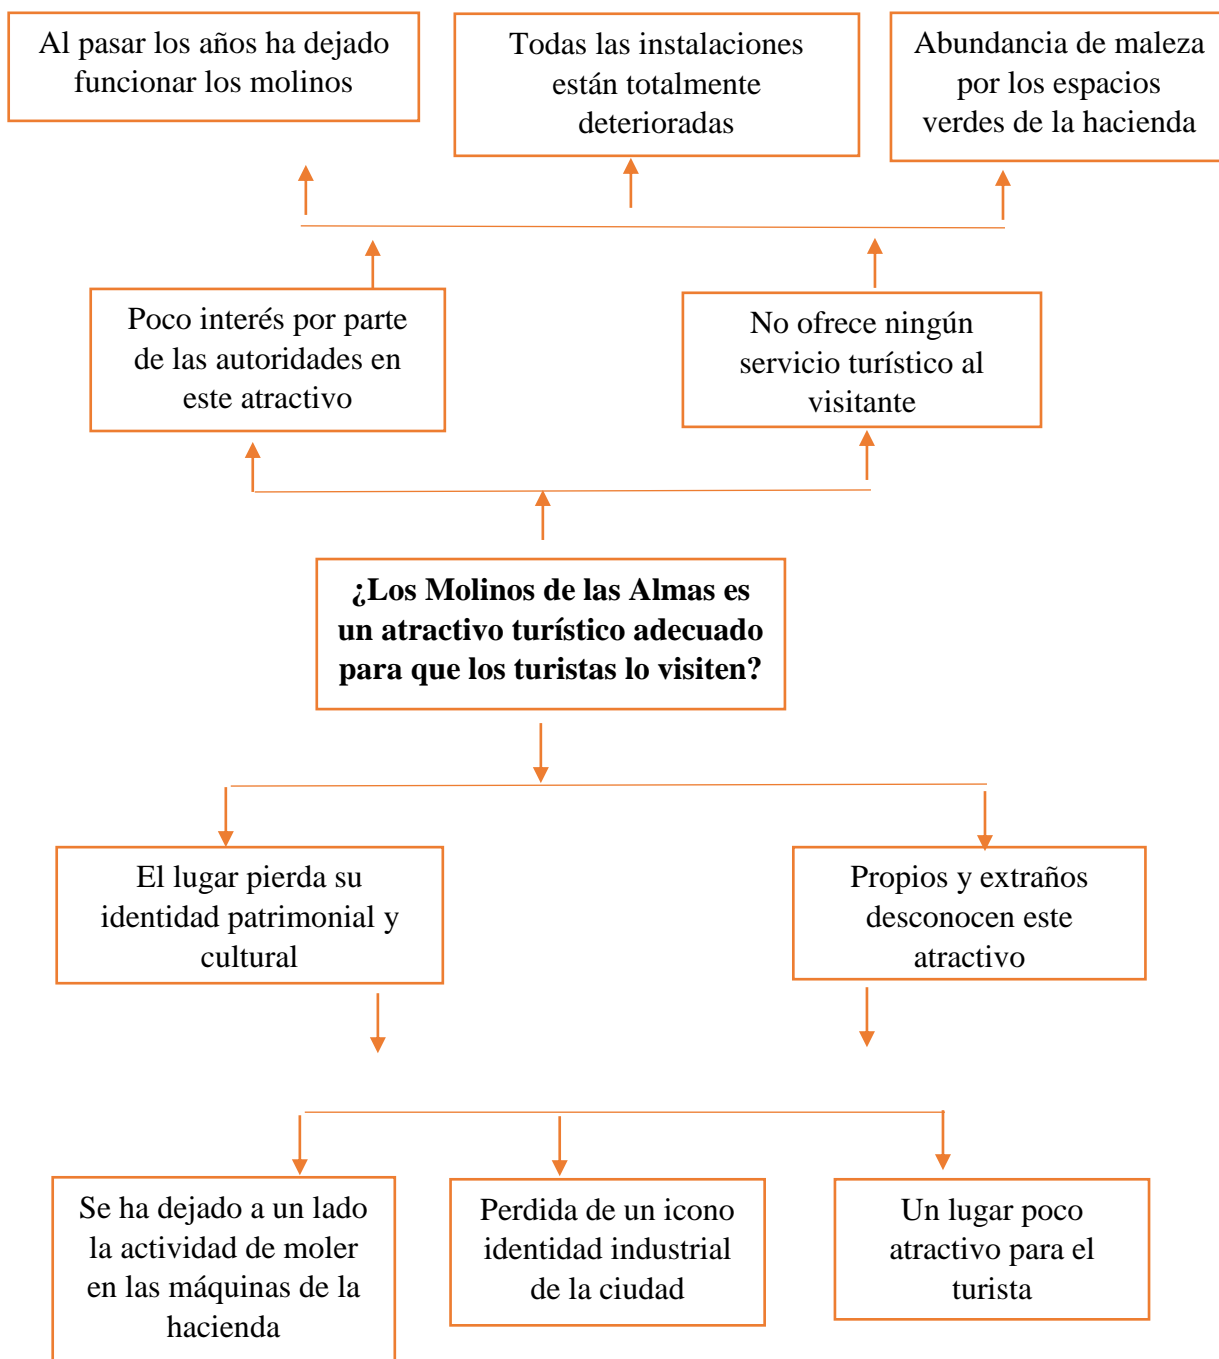 Al pasar los años ha dejado
funcionar los molinos
Todas las instalaciones
están totalmente
deterioradas
Abundancia de maleza
por los espacios
verdes de la hacienda
Poco interés por parte
de las autoridades en
este atractivo
No ofrece ningún
servicio turístico al
visitante
¿Los Molinos de las Almas es
un atractivo turístico adecuado
para que los turistas lo visiten?
El lugar pierda su
identidad patrimonial y
cultural
Propios y extraños
desconocen este
atractivo
Se ha dejado a un lado
la actividad de moler
en las máquinas de la
hacienda
Perdida de un icono
identidad industrial
de la ciudad
Un lugar poco
atractivo para el
turista